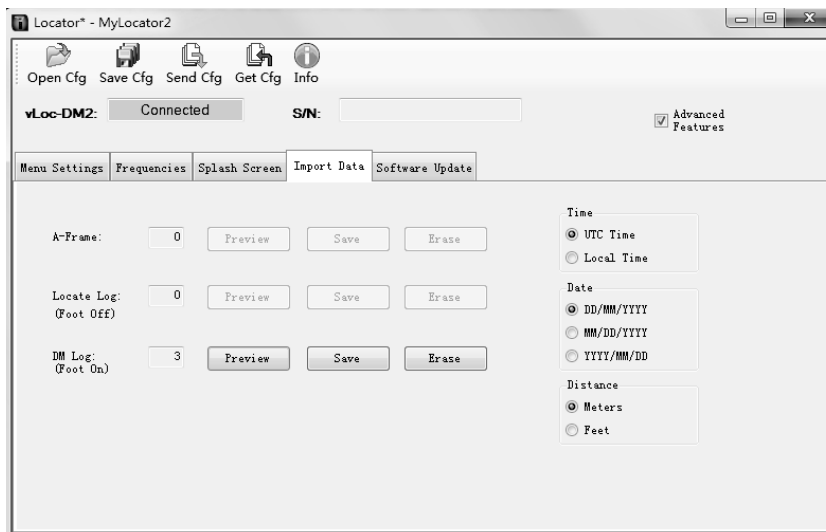 Locator* - MyLocator2
Open Cfg Save Cfg Send Cfg Get Cfg Info
vLoc-DM2: Connected S/N:
Advanced
Features
Menu Settings Frequencies Splash Screen Import Data Software Update
A-Frame: 0 Preview Save Erase
Locate Log: 0 Preview Save Erase
(Foot Off)
DM Log: 3 Preview Save Erase
(Foot On)
Time
UTC Time
Local Time
Date
DD/MM/YYYY
MM/DD/YYYY
YYYY/MM/DD
Distance
Meters
Feet